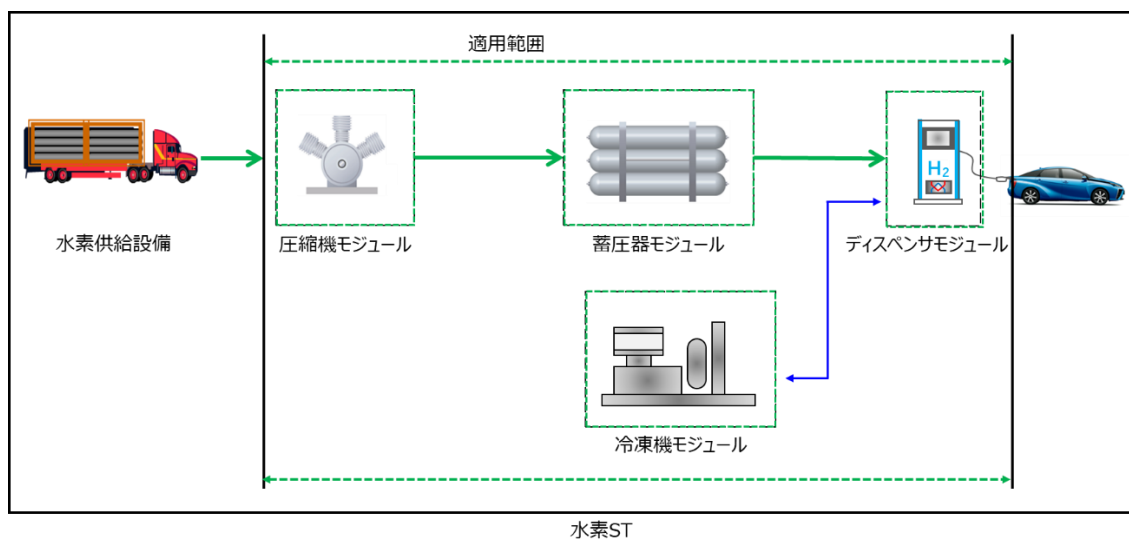 適用範囲
H2
水素供給設備
圧縮機モジュール
蓄圧器モジュール
ディスペンサモジュール
冷凍機モジュール
水素ST